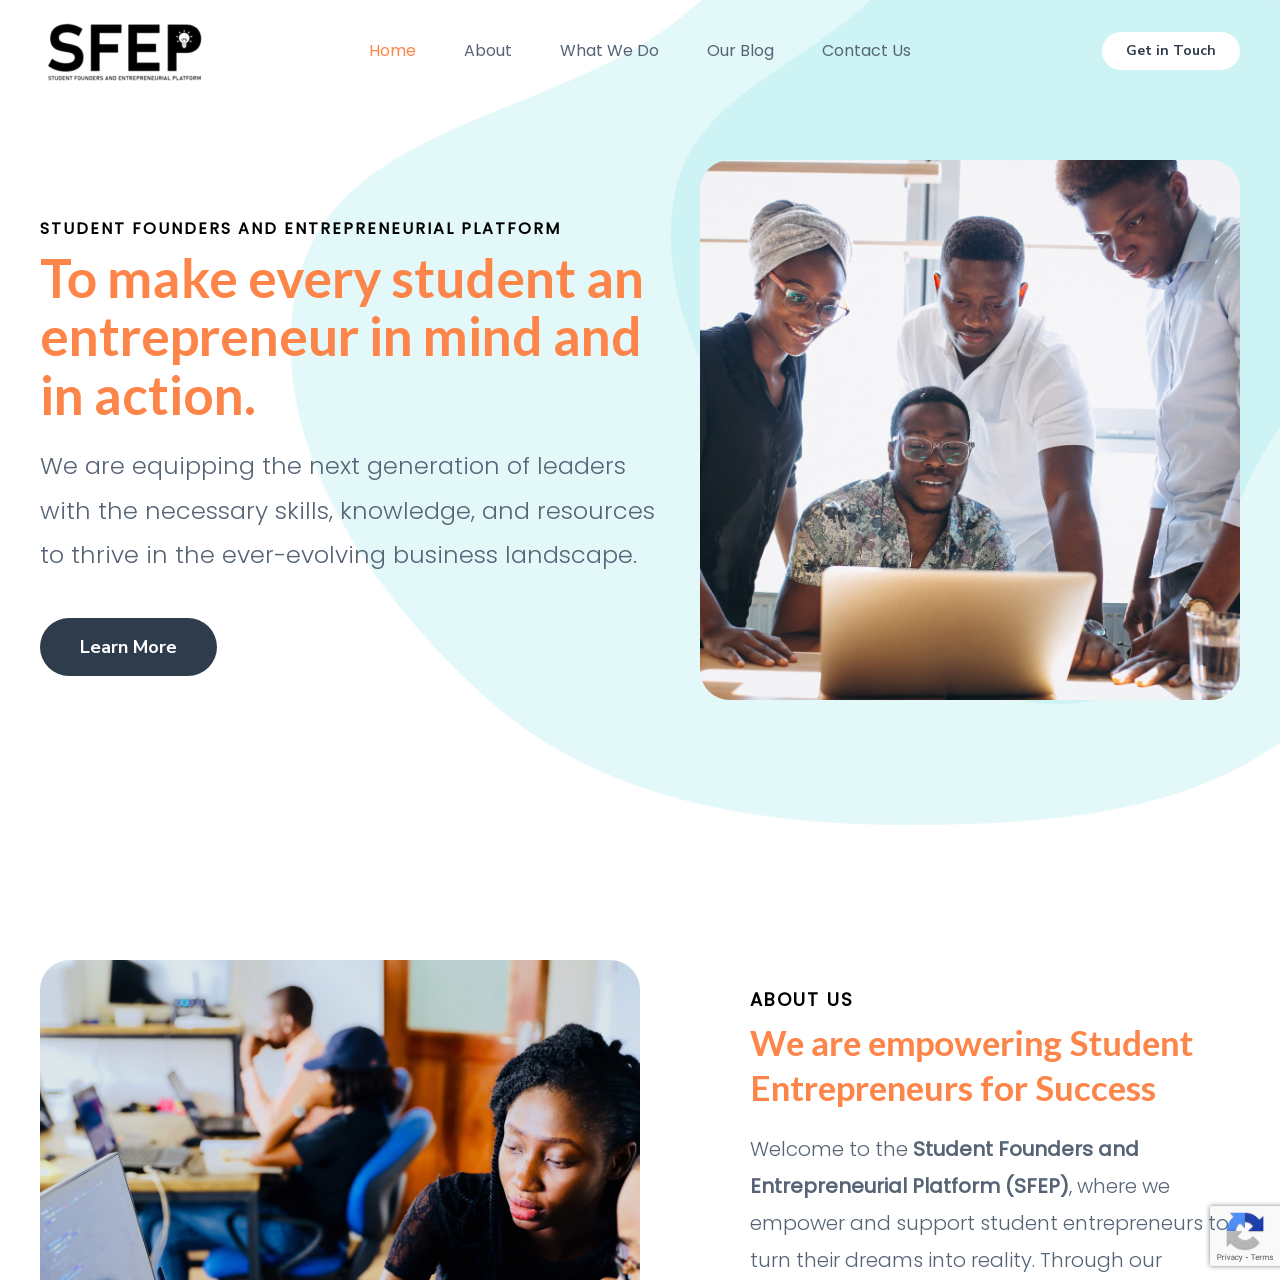 SFEP
STUDENT FOUNDERS AND ENTREPRENEURIAL PLATFORM
Home
About
What We Do
Our Blog
Contact Us
Get in Touch
STUDENT FOUNDERS AND ENTREPRENEURIAL PLATFORM
To make every student an
entrepreneur in mind and
in action.
We are equipping the next generation of leaders
with the necessary skills, knowledge, and resources
to thrive in the ever-evolving business landscape.
Learn More
ABOUT US
We are empowering Student
Entrepreneurs for Success
Welcome to the Student Founders and
Entrepreneurial Platform (SFEP), where we
empower and support student entrepreneurs to
turn their dreams into reality. Through our
Privacy - Terms